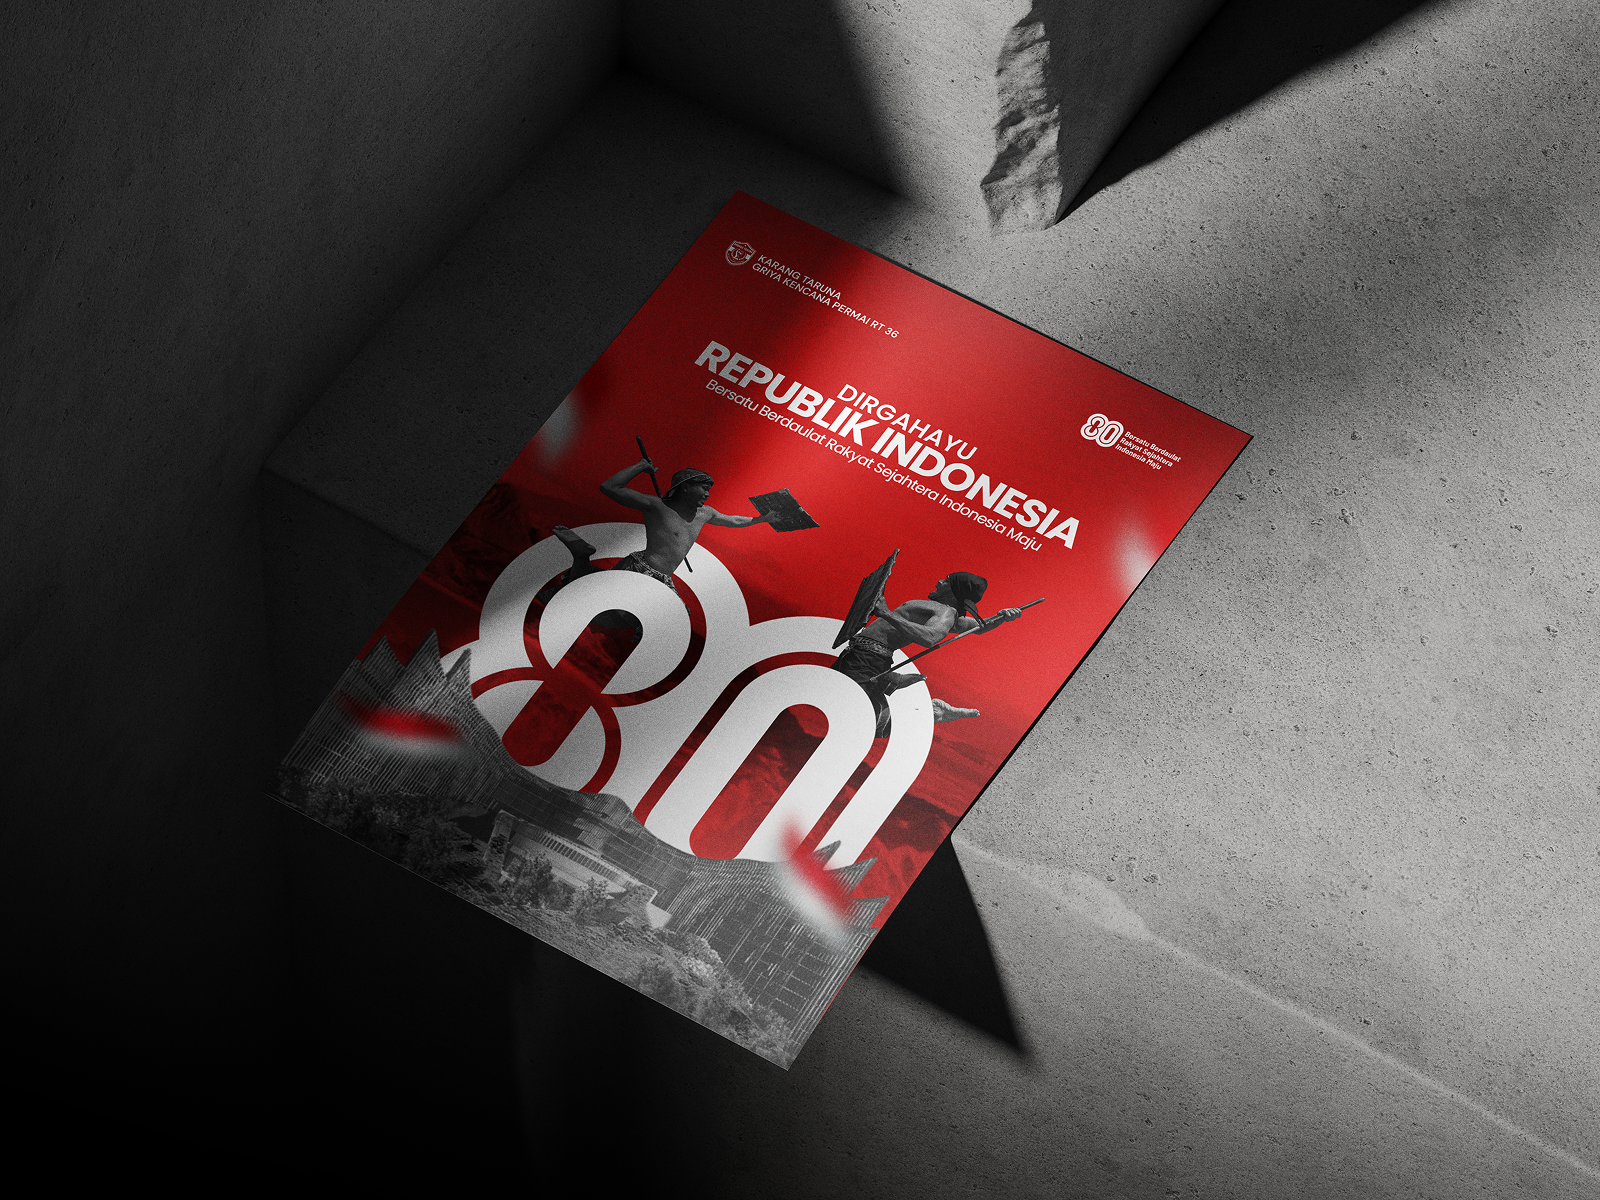 KARANG TARUNA
GRIYA KENCANA PERMAI RT 36
80
Bersatu Berdaulat
Rakyat Sejahtera
Indonesia Maju
DIRGAHAYU
REPUBLIK INDONESIA
Bersatu Berdaulat Rakyat Sejahtera Indonesia Maju
80